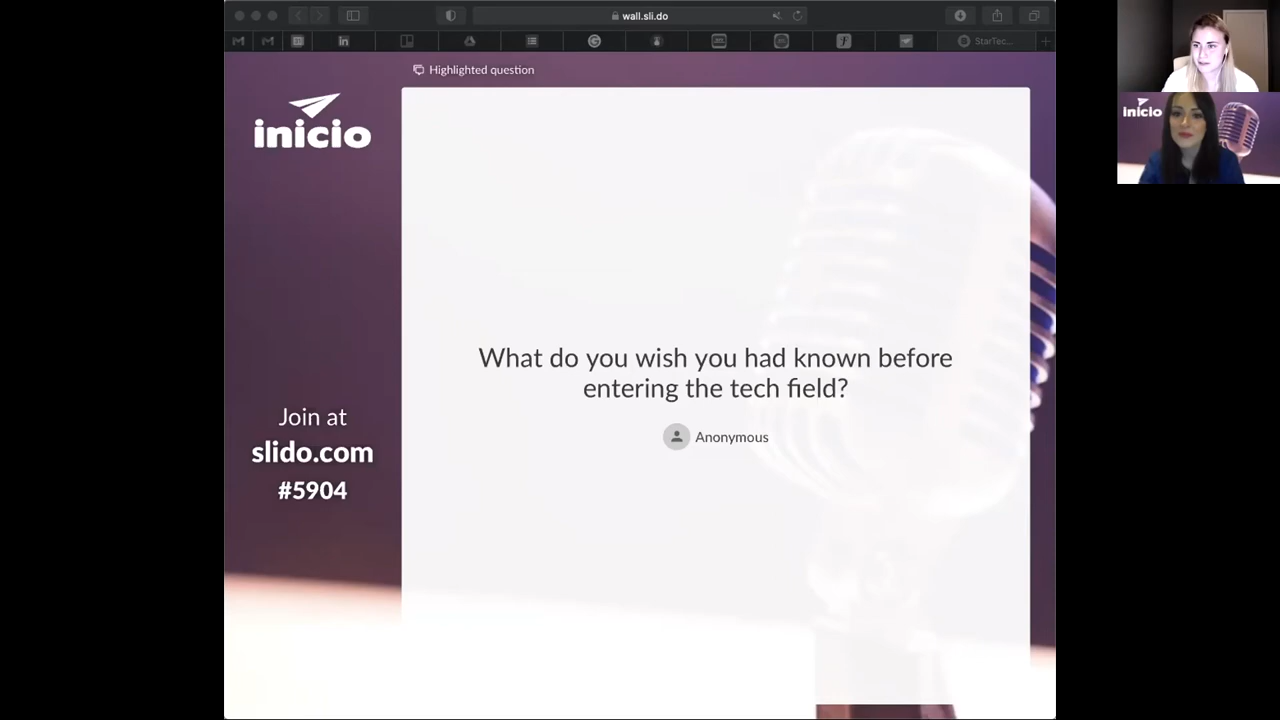 wall.sli.do
StarTec...
Highlighted question
inicio
What do you wish you had known before
entering the tech field?
Anonymous
Join at
slido.com
#5904
inicio